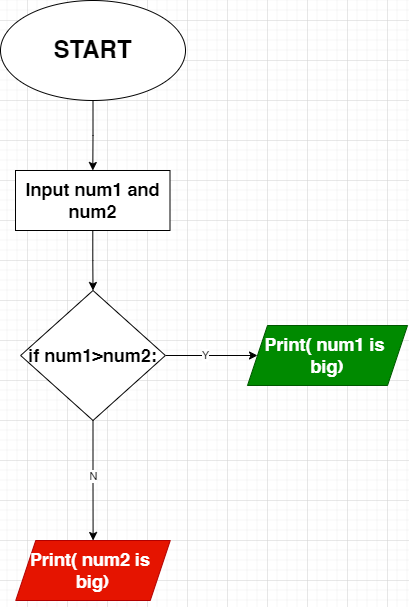 START
Input num1 and
num2
if num1>num2:
Y
Print( num1 is
big)
N
Print( num2 is
big)